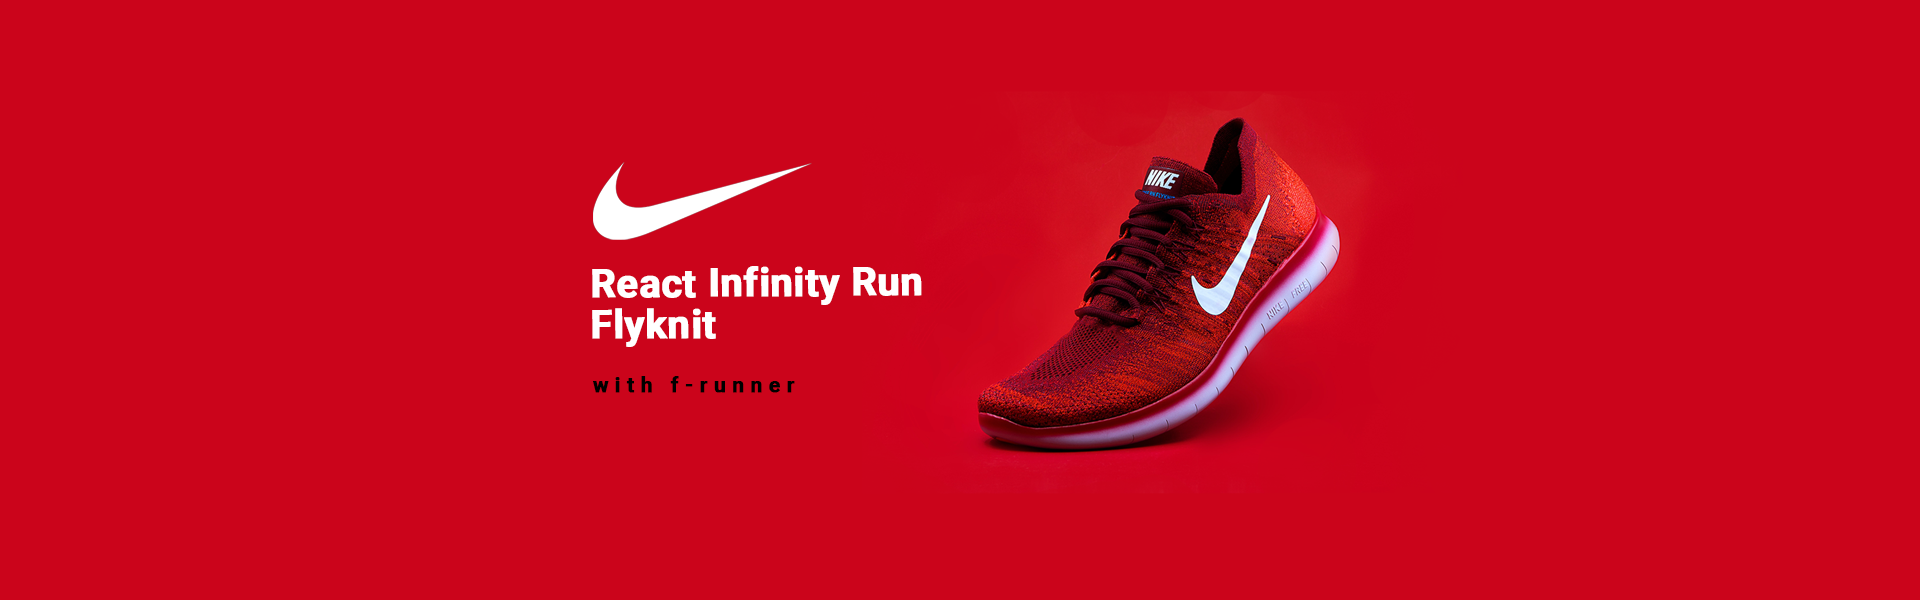 React Infinity Run
Flyknit
with f-runner
NIKE
NIKE FREE